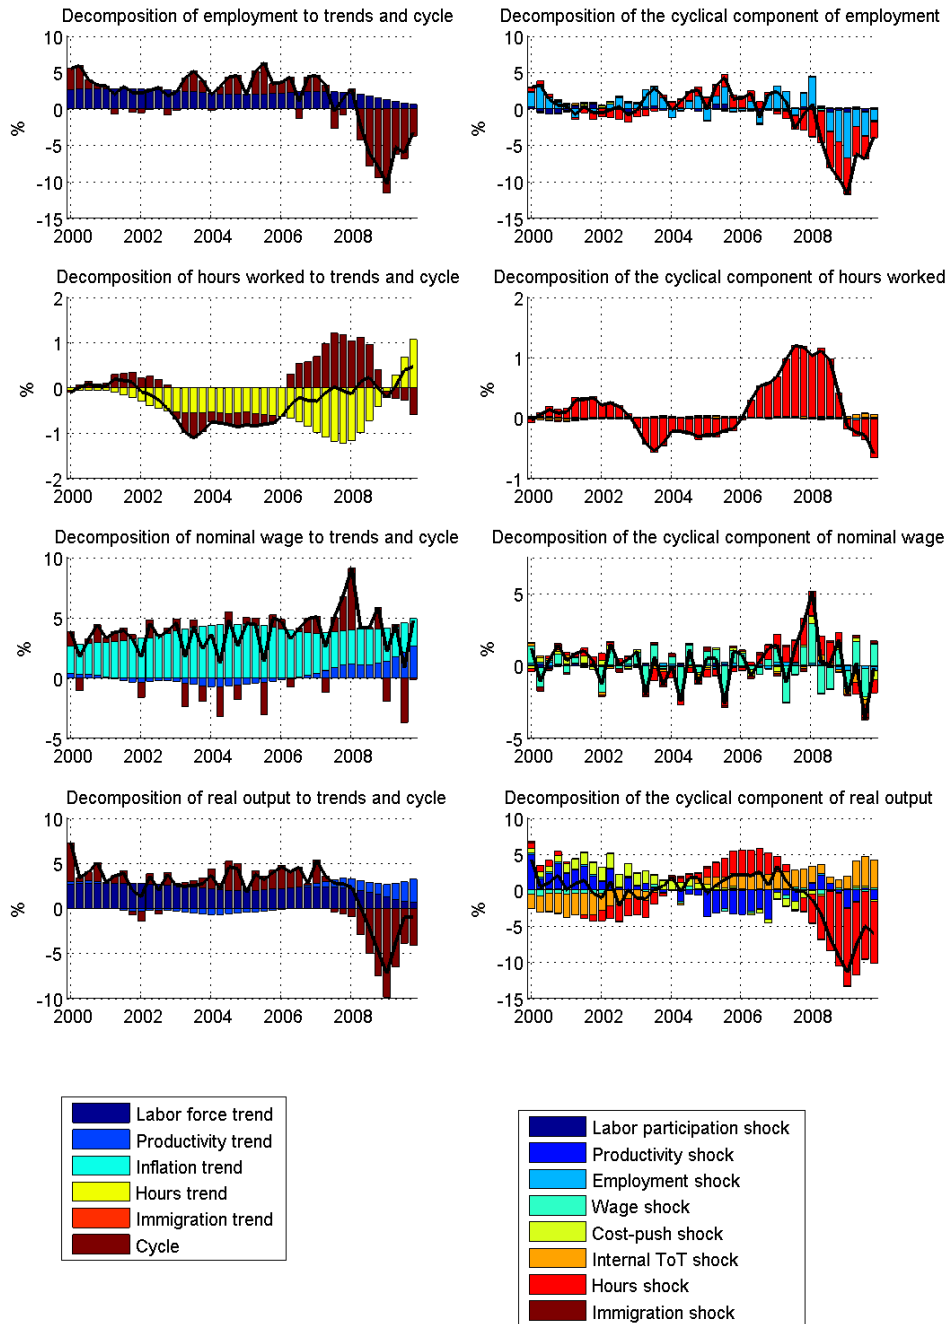 Decomposition of employment to trends and cycle
Decomposition of the cyclical component of employment
10
5
0
-5
-10
-15
%
2000 2002 2004 2006 2008
10
5
0
-5
-10
-15
%
2000 2002 2004 2006 2008
Decomposition of hours worked to trends and cycle
Decomposition of the cyclical component of hours worked
2
1
0
-1
-2
%
2000 2002 2004 2006 2008
2
1
0
-1
%
2000 2002 2004 2006 2008
Decomposition of nominal wage to trends and cycle
Decomposition of the cyclical component of nominal wage
10
5
0
-5
%
2000 2002 2004 2006 2008
5
0
-5
%
2000 2002 2004 2006 2008
Decomposition of real output to trends and cycle
Decomposition of the cyclical component of real output
10
5
0
-5
-10
%
2000 2002 2004 2006 2008
10
5
0
-5
-10
-15
%
2000 2002 2004 2006 2008
Labor force trend
Productivity trend
Inflation trend
Hours trend
Immigration trend
Cycle
Labor participation shock
Productivity shock
Employment shock
Wage shock
Cost-push shock
Internal ToT shock
Hours shock
Immigration shock